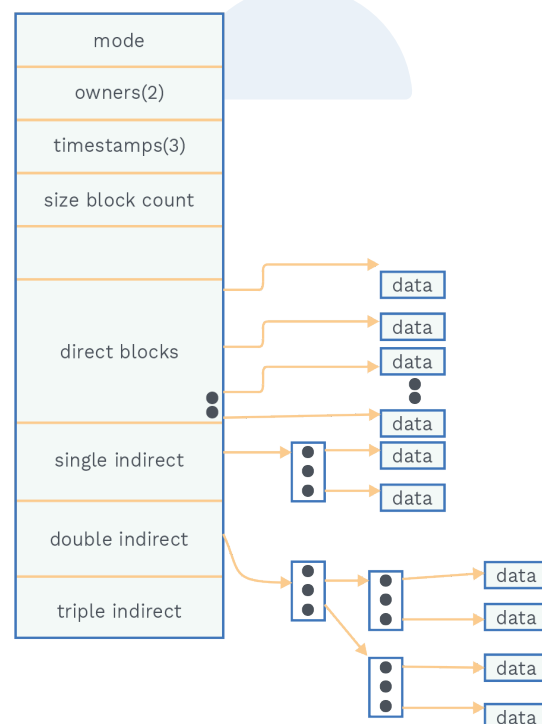 mode
owners(2)
timestamps(3)
size block count
data
data
direct blocks
data
data
single indirect
data
data
double indirect
data
triple indirect
data
data
data